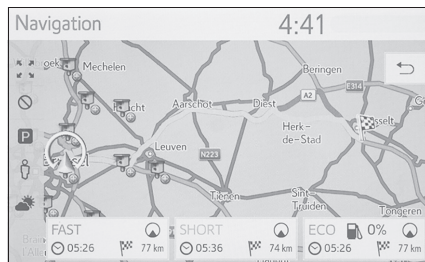 Navigation 4:41
Mechelen
Beringen
E314
A2
Aarschot
Diest
Herk-
de-Stad
Leuven
N223
Tienen
Sint-
Truiden
Tongeren
P
FAST
05:26 77 km
SHORT
05:36 74 km
ECO 0%
05:26 77 km